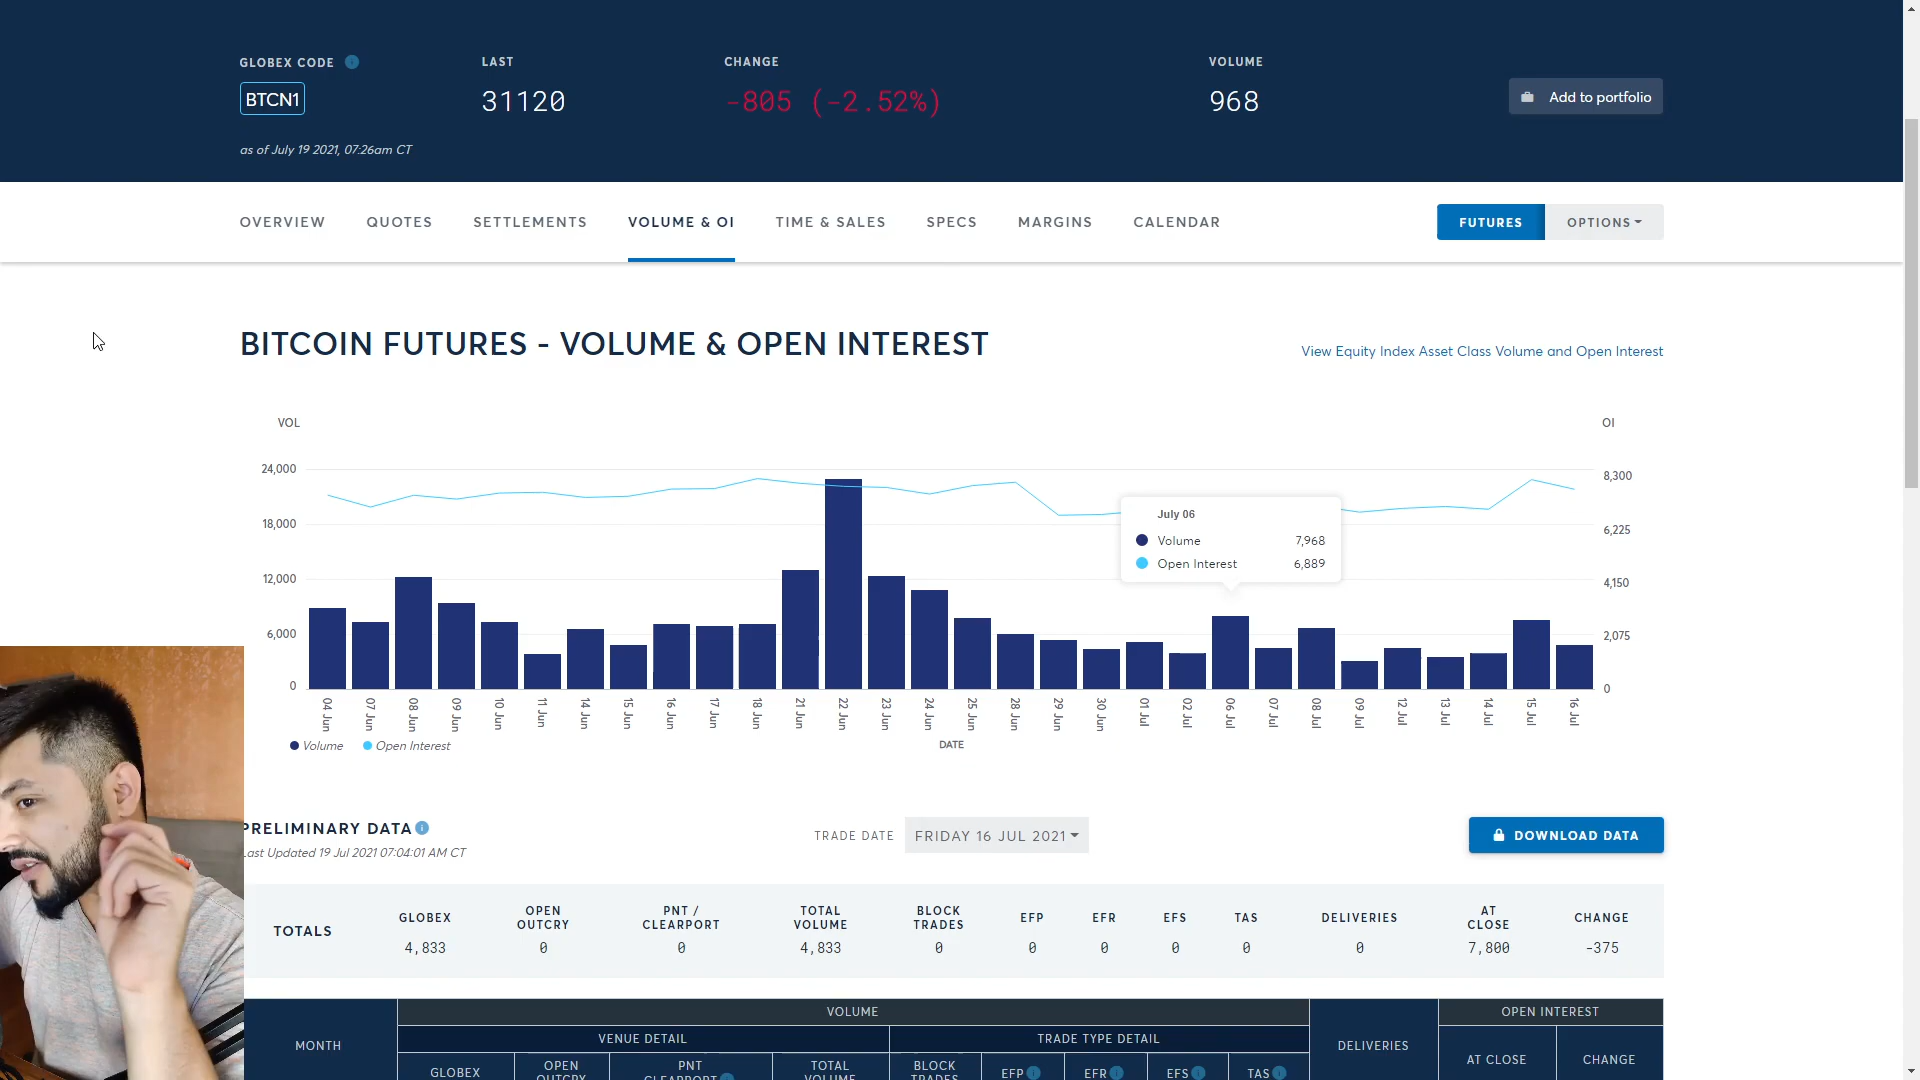 GLOBEX CODE
LAST
CHANGE
VOLUME
BTCN1
31120
-805 (-2.52%)
968
Add to portfolio
as of July 19 2021, 07:26am CT
OVERVIEW QUOTES SETTLEMENTS VOLUME & OI TIME & SALES SPECS MARGINS CALENDAR
FUTURES OPTIONS
BITCOIN FUTURES - VOLUME & OPEN INTEREST
View Equity Index Asset Class Volume and Open Interest
VOL
OI
24,000
18,000
12,000
6,000
0
8,300
6,225
4,150
2,075
0
July 06
Volume 7,968
Open Interest 6,889
04 Jun
07 Jun
08 Jun
09 Jun
10 Jun
11 Jun
14 Jun
15 Jun
16 Jun
17 Jun
18 Jun
21 Jun
22 Jun
23 Jun
24 Jun
25 Jun
28 Jun
29 Jun
30 Jun
01 Jul
02 Jul
06 Jul
07 Jul
08 Jul
09 Jul
12 Jul
13 Jul
14 Jul
15 Jul
16 Jul
Volume Open Interest
DATE
PRELIMINARY DATA
Last Updated 19 Jul 2021 07:04:01 AM CT
TRADE DATE FRIDAY 16 JUL 2021
DOWNLOAD DATA
TOTALS
GLOBEX
4,833
OPEN
OUTCRY
0
PNT /
CLEARPORT
0
TOTAL
VOLUME
4,833
BLOCK
TRADES
0
EFP
0
EFR
0
EFS
0
TAS
0
DELIVERIES
0
AT
CLOSE
7,800
CHANGE
-375
MONTH
VOLUME
VENUE DETAIL
TRADE TYPE DETAIL
GLOBEX
OPEN
OUTCRY
PNT
CLEARPORT
TOTAL
VOLUME
BLOCK
TRADES
EFP
EFR
EFS
TAS
DELIVERIES
OPEN INTEREST
AT CLOSE
CHANGE